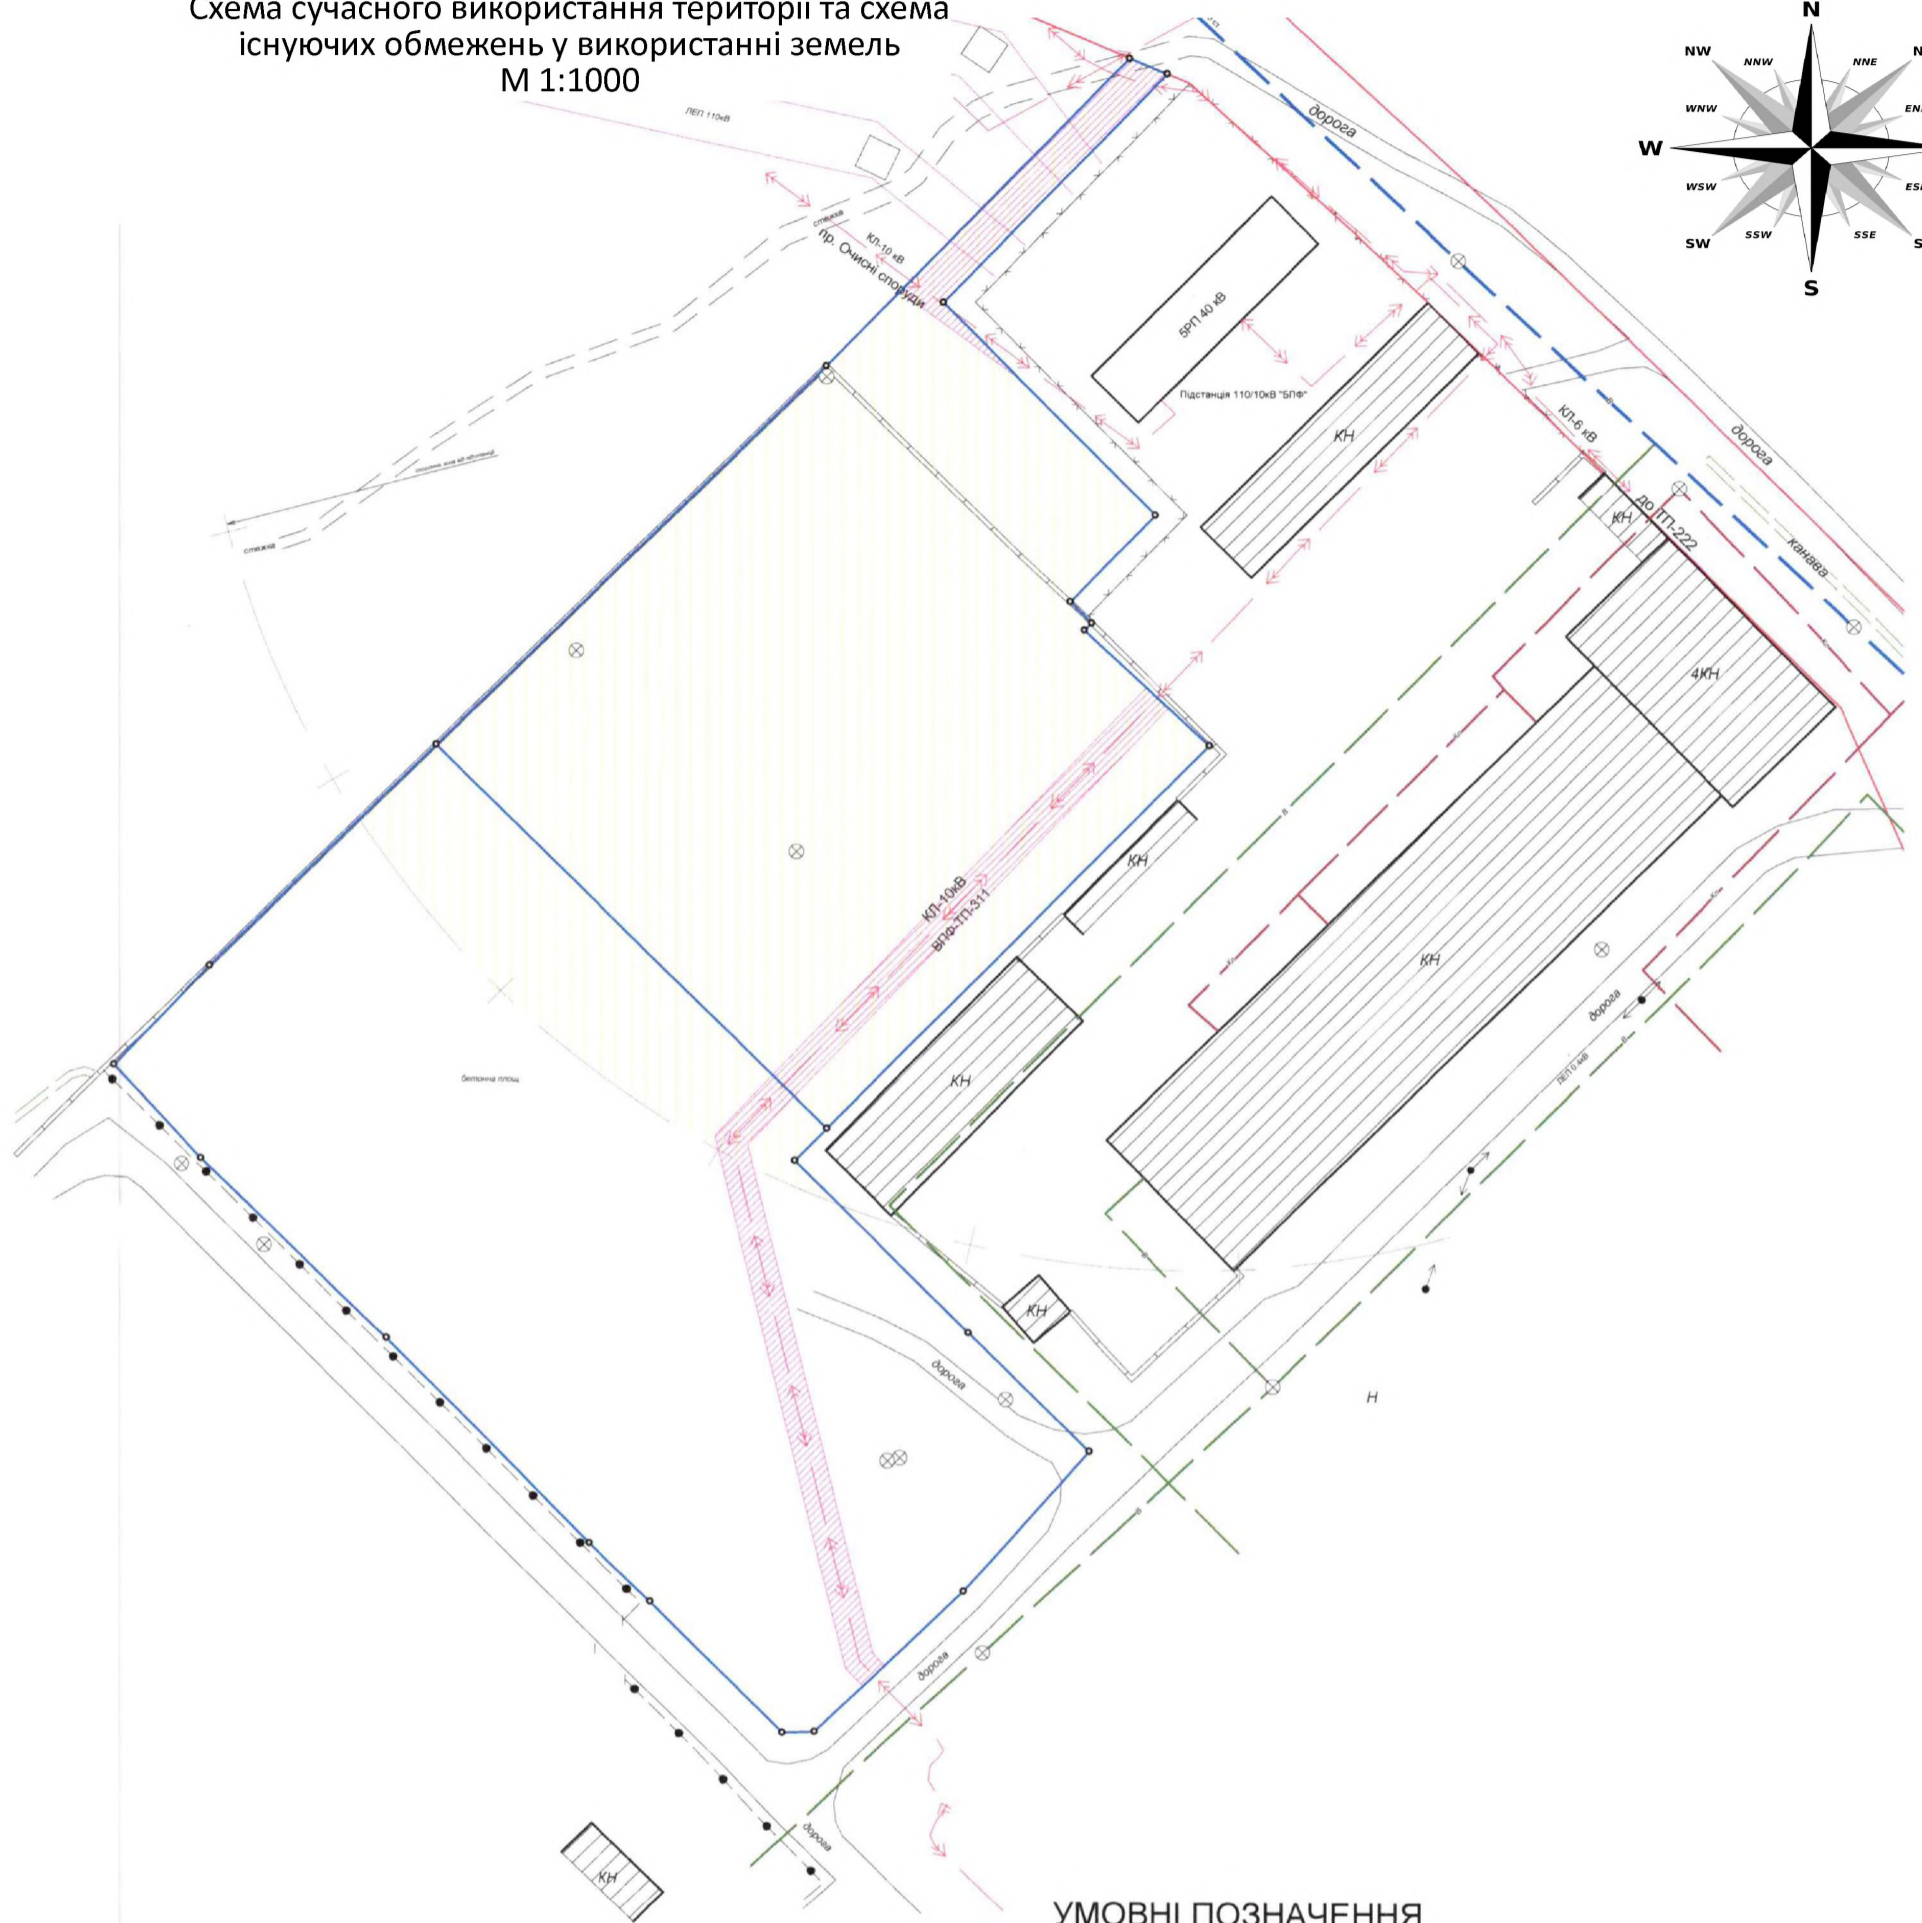 Схема сучасного використання території та схема
існуючих обмежень у використанні земель
М 1:1000
N
NW
NNW
NNE
WNW
W
WSW
SW
SSW
SSE
S
ЛЕП 110кВ
дорога
стежка
КЛ-10 кВ
пр. Очисні споруди
5РП 40 кВ
Підстанція 110/10кВ "БПФ"
КН
КЛ-6 кВ
дорога
КН
до ТП-222
канава
стежка
4КН
В
КН
КЛ-10кВ
ВПФ-ТП-311
КН
дорога
ЛЕП 0.4кВ
КН
бетонна площ.
КН
дорога
Н
дорога
дорога
КН
УМОВНІ ПОЗНАЧЕННЯ